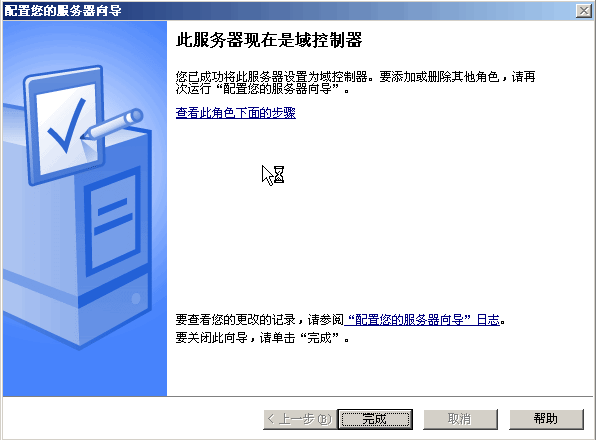 配置您的服务器向导
此服务器现在是域控制器
您已成功将此服务器设置为域控制器。要添加或删除其他角色，请再
次运行“配置您的服务器向导”。
查看此角色下面的步骤
要查看您的更改的记录，请参阅“配置您的服务器向导”日志。
要关闭此向导，请单击“完成”。
< 上一步(B) 完成 取消 帮助